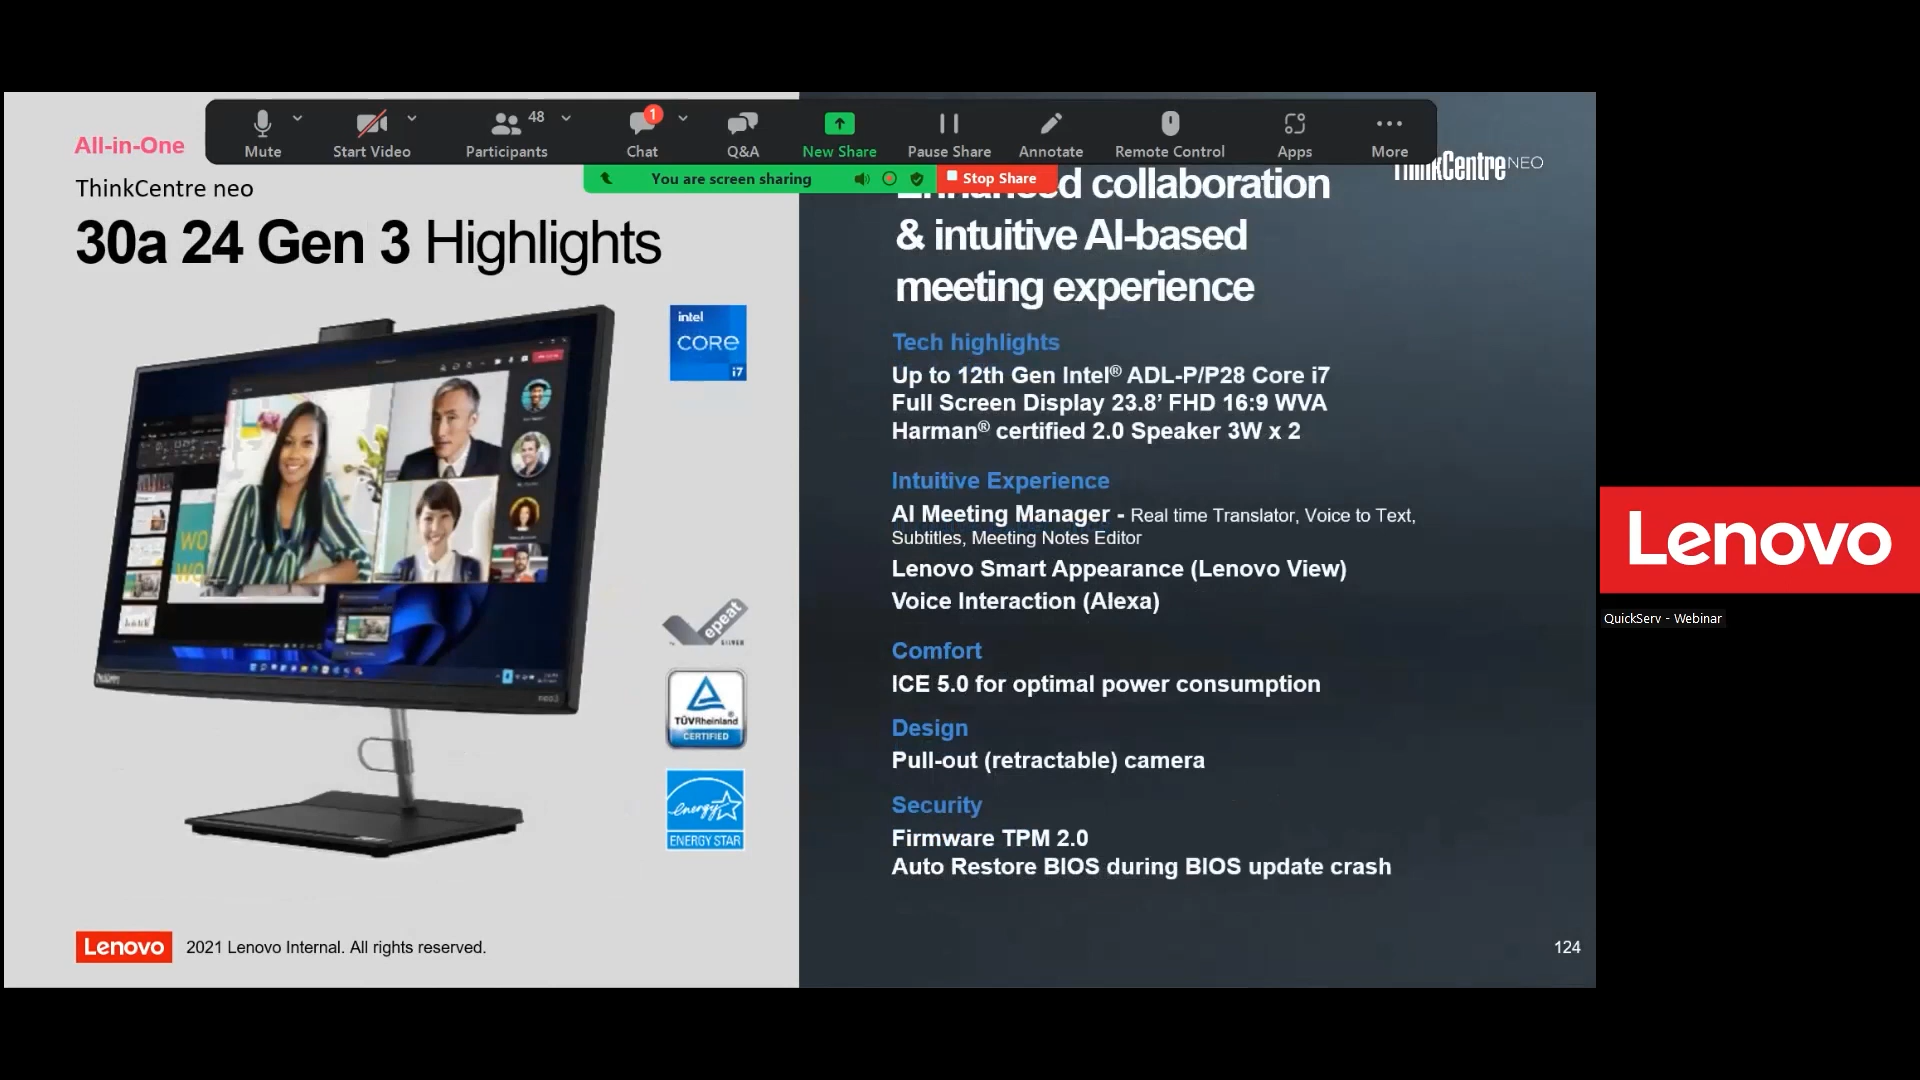 Mute
Start Video
48
Participants
1
Chat
Q&A
New Share
Pause Share
Annotate
Remote Control
Apps
More
You are screen sharing
Stop Share
All-in-One
ThinkCentre neo
30a 24 Gen 3 Highlights
intel
CORE
i7
epeat
SILVER
TÜVRheinland®
CERTIFIED
energy
ENERGY STAR
Lenovo
2021 Lenovo Internal. All rights reserved.
ThinkCentre NEO
Enhanced collaboration
& intuitive AI-based
meeting experience
Tech highlights
Up to 12th Gen Intel® ADL-P/P28 Core i7
Full Screen Display 23.8’ FHD 16:9 WVA
Harman® certified 2.0 Speaker 3W x 2
Intuitive Experience
AI Meeting Manager - Real time Translator, Voice to Text,
Subtitles, Meeting Notes Editor
Lenovo Smart Appearance (Lenovo View)
Voice Interaction (Alexa)
Comfort
ICE 5.0 for optimal power consumption
Design
Pull-out (retractable) camera
Security
Firmware TPM 2.0
Auto Restore BIOS during BIOS update crash
124
Lenovo
QuickServ - Webinar